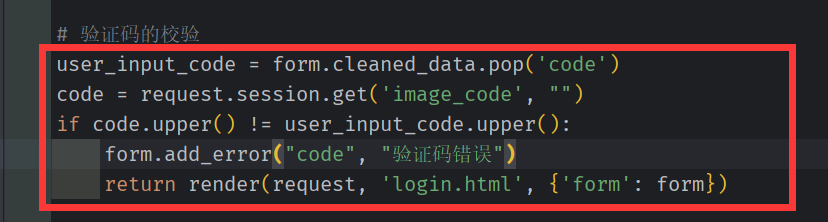 # 验证码的校验
user_input_code = form.cleaned_data.pop('code')
code = request.session.get('image_code', "")
if code.upper() != user_input_code.upper():
    form.add_error("code", "验证码错误")
    return render(request, 'login.html', {'form': form})